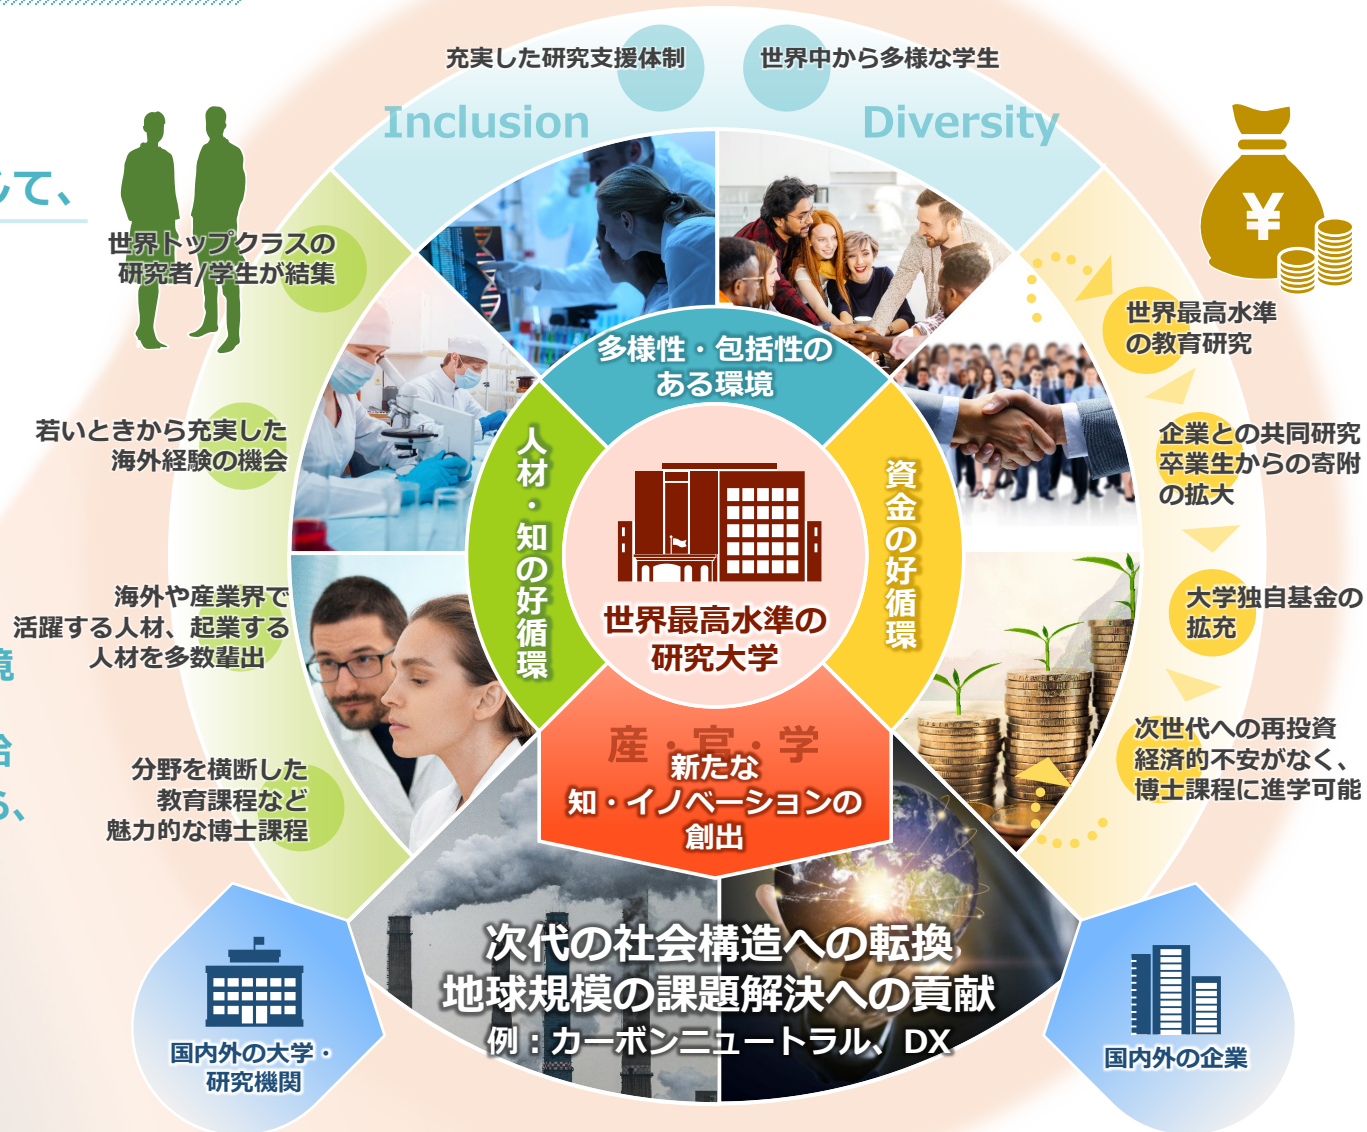 充実した研究支援体制
世界中から多様な学生
Inclusion
Diversity
て、
世界トップクラスの
研究者/学生が結集
若いときから充実した
海外経験の機会
海外や産業界で
活躍する人材、起業する
人材を多数輩出
分野を横断した
教育課程など
魅力的な博士課程
多様性・包括性の
ある環境
人材・知の好循環
資金の好循環
世界最高水準の
研究大学
産・官・学
新たな
知・イノベーションの
創出
¥
世界最高水準
の教育研究
企業との共同研究
卒業生からの寄附
の拡大
大学独自基金の
拡充
次世代への再投資
経済的不安がなく、
博士課程に進学可能
次代の社会構造への転換
地球規模の課題解決への貢献
例：カーボンニュートラル、DX
国内外の大学・
研究機関
国内外の企業